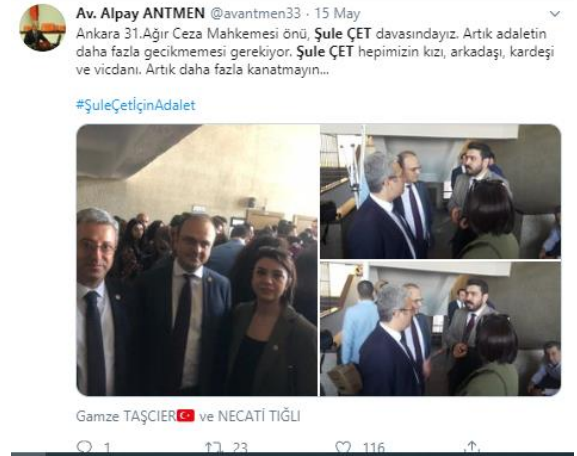 Av. Alpay ANTMEN @avantmen33 · 15 May
Ankara 31.Ağır Ceza Mahkemesi önü, Şule ÇET davasındayız. Artık adaletin
daha fazla gecikmemesi gerekiyor. Şule ÇET hepimizin kızı, arkadaşı, kardeşi
ve vicdanı. Artık daha fazla kanatmayın...
#ŞuleÇetİçinAdalet
Gamze TAŞCIER🇹🇷 ve NECATİ TIĞLI
1 23 116